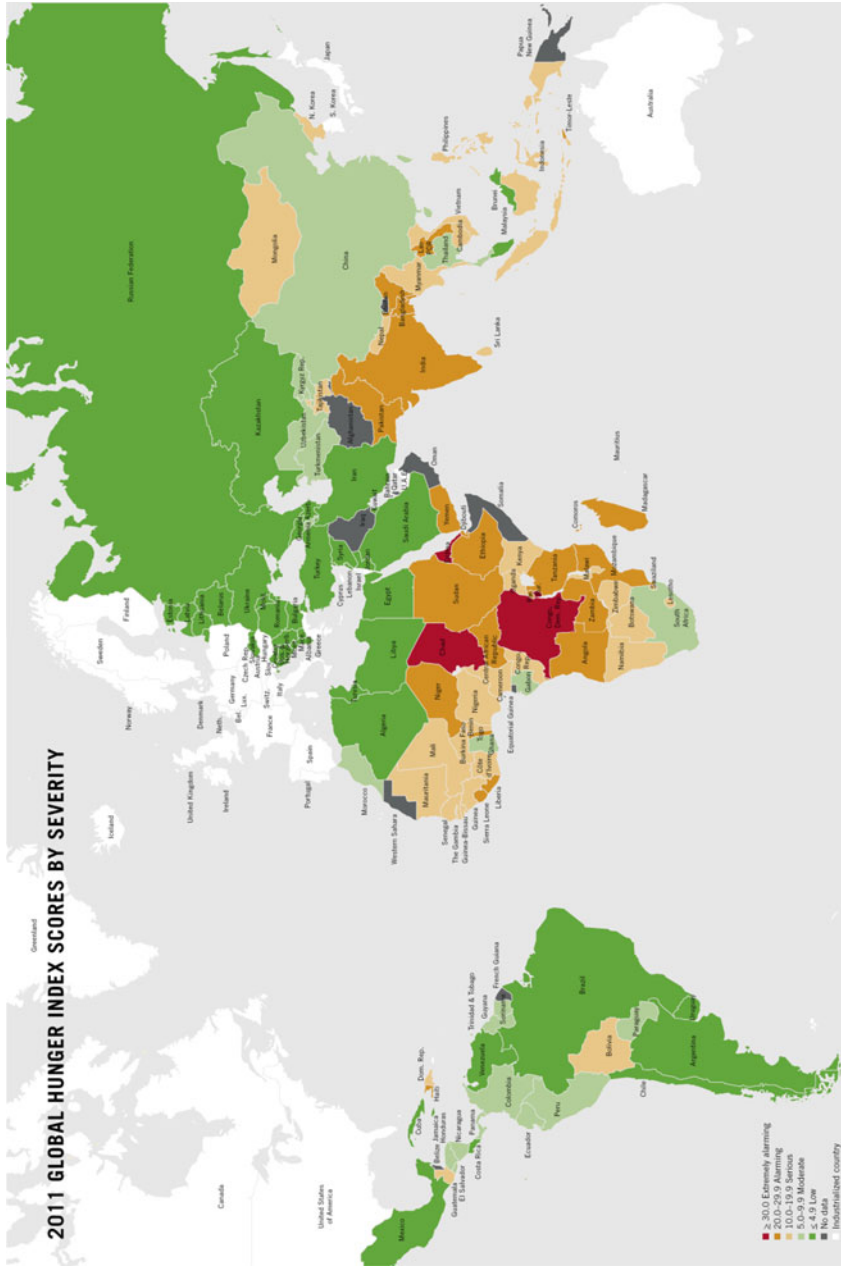 2011 GLOBAL HUNGER INDEX SCORES BY SEVERITY
Greenland
Iceland
Canada
United States
of America
Mexico
Cuba
Belize
Jamaica
Honduras
Haiti
Dom. Rep.
Guatemala
El Salvador
Nicaragua
Costa Rica
Panama
Trinidad & Tobago
Guyana
Suriname
French Guiana
Venezuela
Colombia
Ecuador
Peru
Brazil
Bolivia
Paraguay
Chile
Argentina
Uruguay
Norway
Sweden
Finland
Denmark
United Kingdom
Ireland
Neth.
Bel.
Lux.
Germany
Poland
Czech Rep.
France
Switz.
Hungary
Italy
Spain
Portugal
Estonia
Latvia
Lithuania
Belarus
Ukraine
Romania
Bulgaria
Greece
Russian Federation
Kazakhstan
Mongolia
China
N. Korea
S. Korea
Japan
Uzbekistan
Kyrgyz Rep.
Turkmenistan
Tajikistan
Georgia
Turkey
Cyprus
Lebanon
Israel
Syria
Iraq
Iran
Kuwait
Qatar
U.A.E.
Oman
Saudi Arabia
Yemen
Afghanistan
Pakistan
India
Nepal
Bangladesh
Sri Lanka
Myanmar
Thailand
Lao
PDR
Vietnam
Cambodia
Philippines
Malaysia
Brunei
Indonesia
Timor-Leste
Papua
New Guinea
Australia
Morocco
Western Sahara
Algeria
Tunisia
Libya
Egypt
Mauritania
Mali
Niger
Chad
Sudan
Djibouti
Ethiopia
Somalia
Senegal
The Gambia
Guinea-Bissau
Guinea
Sierra Leone
Liberia
Côte
d'Ivoire
Burkina Faso
Ghana
Togo
Benin
Nigeria
Cameroon
Central African
Republic
Equatorial Guinea
Gabon
Congo,
Rep.
Congo,
Dem. Rep.
Uganda
Kenya
Tanzania
Angola
Zambia
Malawi
Mozambique
Zimbabwe
Namibia
Botswana
South
Africa
Lesotho
Swaziland
Comoros
Madagascar
Mauritius
≥ 30.0 Extremely alarming
20.0–29.9 Alarming
10.0–19.9 Serious
5.0–9.9 Moderate
≤ 4.9 Low
No data
Industrialized country